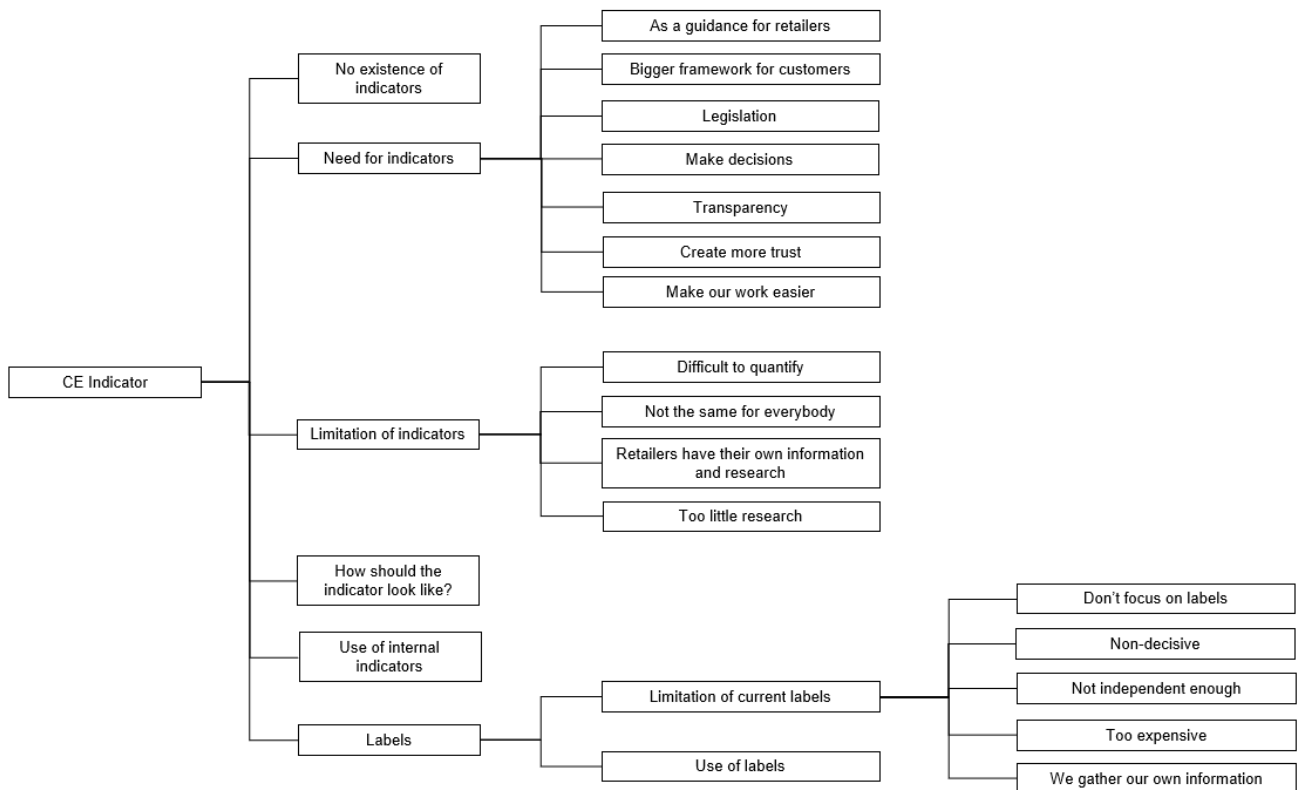 As a guidance for retailers
No existence of
indicators
Bigger framework for customers
Legislation
Need for indicators
Make decisions
Transparency
Create more trust
Make our work easier
CE Indicator
Difficult to quantify
Not the same for everybody
Limitation of indicators
Retailers have their own information
and research
Too little research
How should the
indicator look like?
Don't focus on labels
Use of internal
indicators
Non-decisive
Limitation of current labels
Not independent enough
Labels
Too expensive
Use of labels
We gather our own information